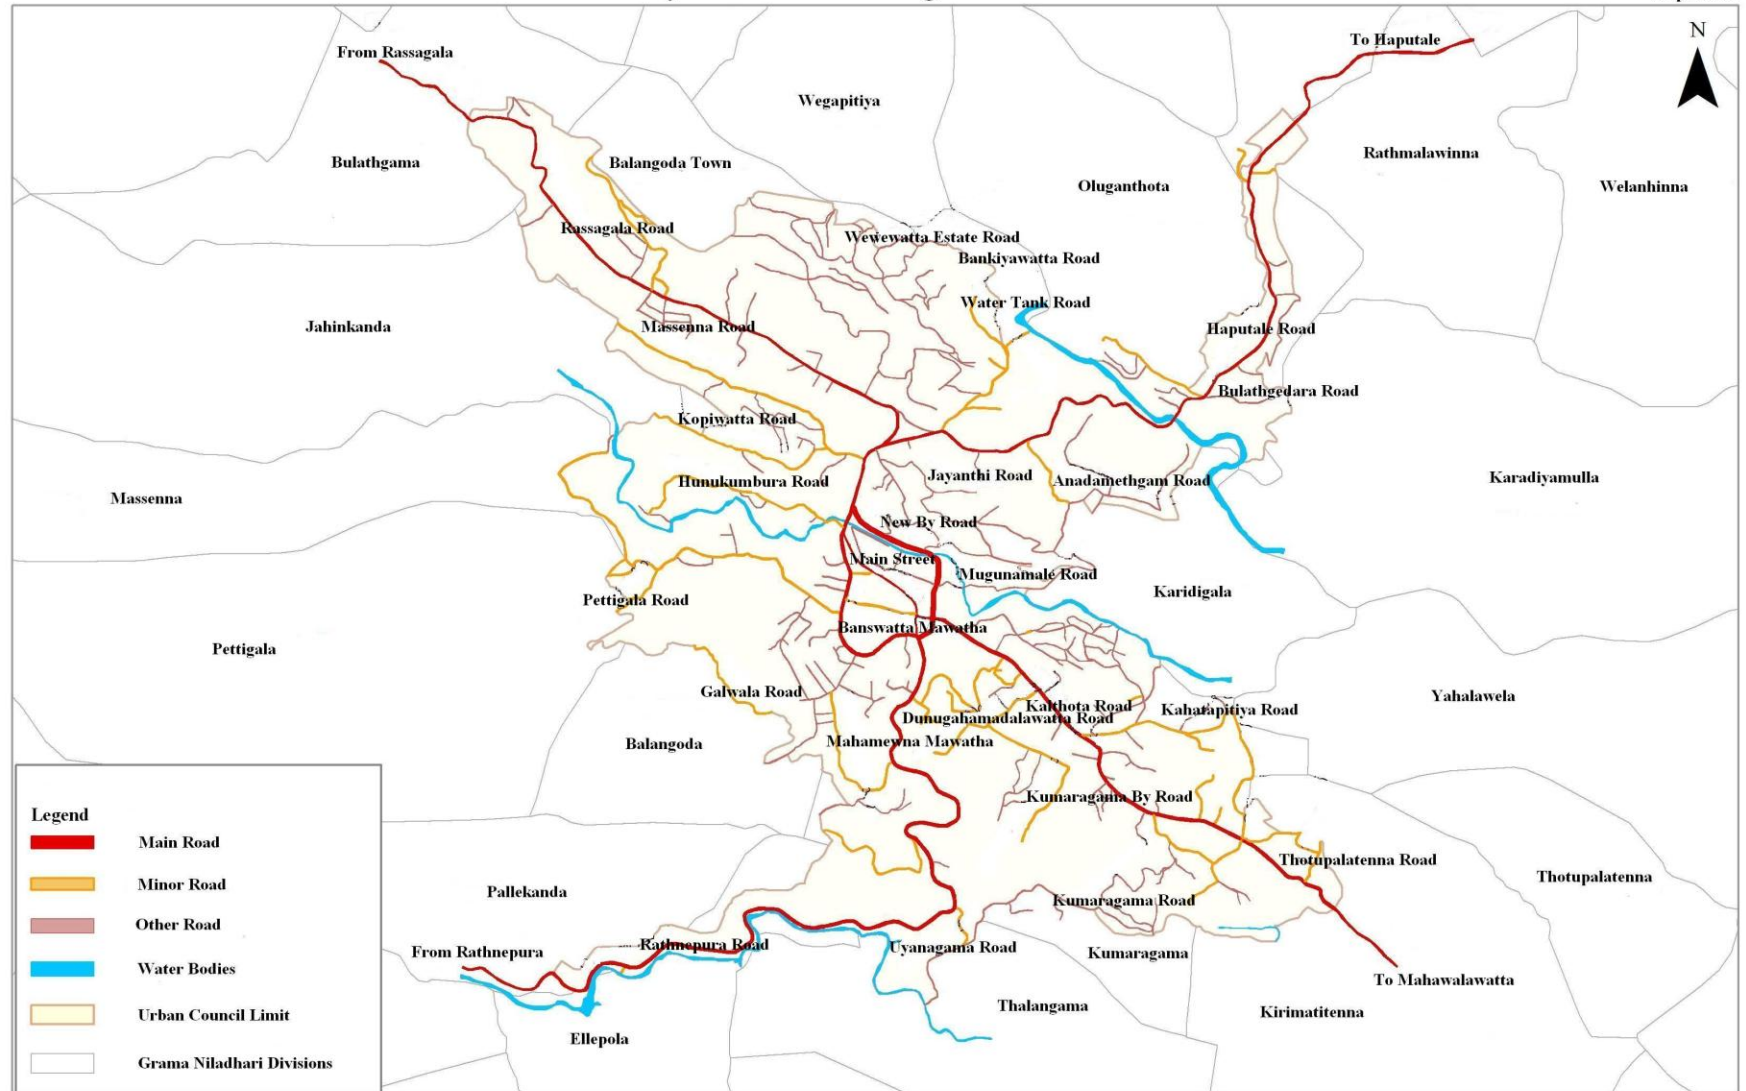 N
To Haputale
From Rassagala
Wegapitiya
Rathmalawinna
Bulathgama
Balangoda Town
Oluganthota
Welanhinna
Rassagala Road
Wewewatta Estate Road
Bankiyawatta Road
Water Tank Road
Jahinkanda
Massenna Road
Haputale Road
Bulathgedara Road
Kopiwatta Road
Jayanthi Road
Anadamethgam Road
Karadiyamulla
Hunukumbura Road
Massenna
New By Road
Main Street
Mugunamale Road
Karidigala
Pettigala Road
Banswatta Mawatha
Pettigala
Galwala Road
Yahalawela
Kalthota Road
Kahatapitiya Road
Dunugahamadalawatta Road
Balangoda
Mahamewna Mawatha
Kumaragama By Road
Thotupalatenna Road
Thotupalatenna
Pallekanda
Kumaragama Road
From Rathnepura
Rathnepura Road
Uyanagama Road
Kumaragama
To Mahawalawatta
Thalangama
Kirimatitenna
Ellepola
Legend
Main Road
Minor Road
Other Road
Water Bodies
Urban Council Limit
Grama Niladhari Divisions